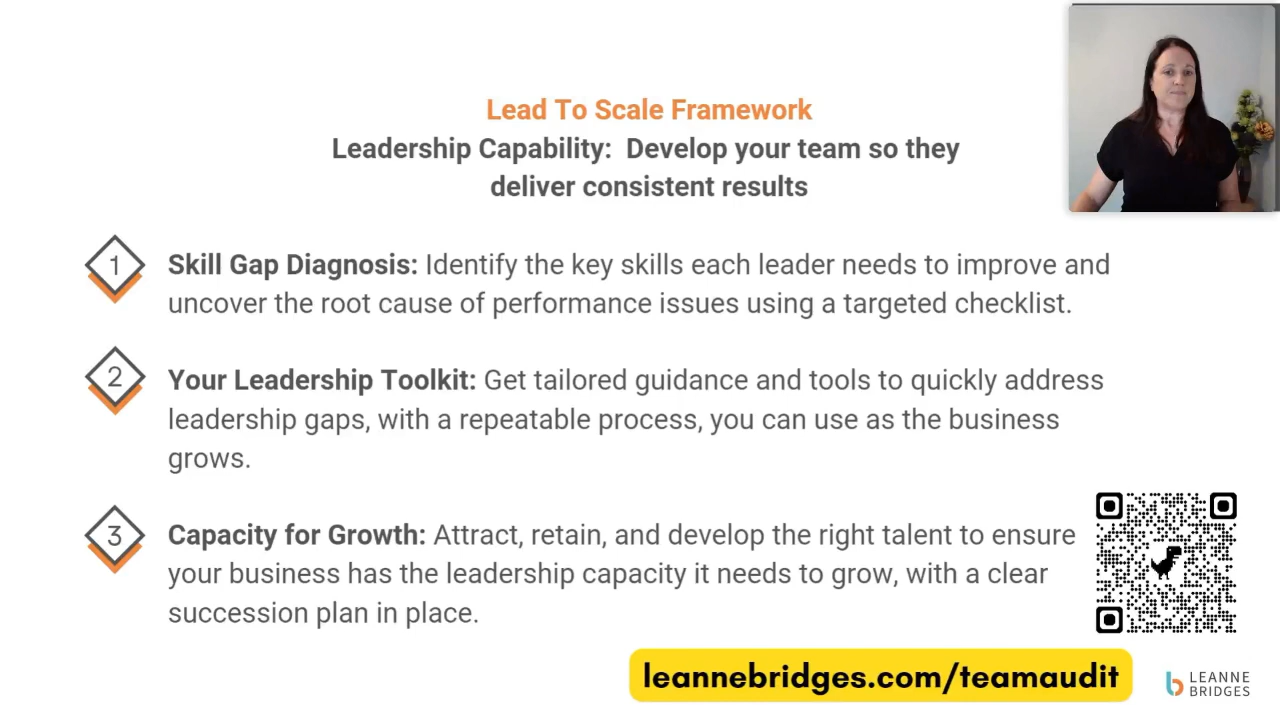 Lead To Scale Framework
Leadership Capability:  Develop your team so they
deliver consistent results
1
Skill Gap Diagnosis: Identify the key skills each leader needs to improve and
uncover the root cause of performance issues using a targeted checklist.
2
Your Leadership Toolkit: Get tailored guidance and tools to quickly address
leadership gaps, with a repeatable process, you can use as the business
grows.
3
Capacity for Growth: Attract, retain, and develop the right talent to ensure
your business has the leadership capacity it needs to grow, with a clear
succession plan in place.
leannebridges.com/teamaudit
LEANNE
BRIDGES